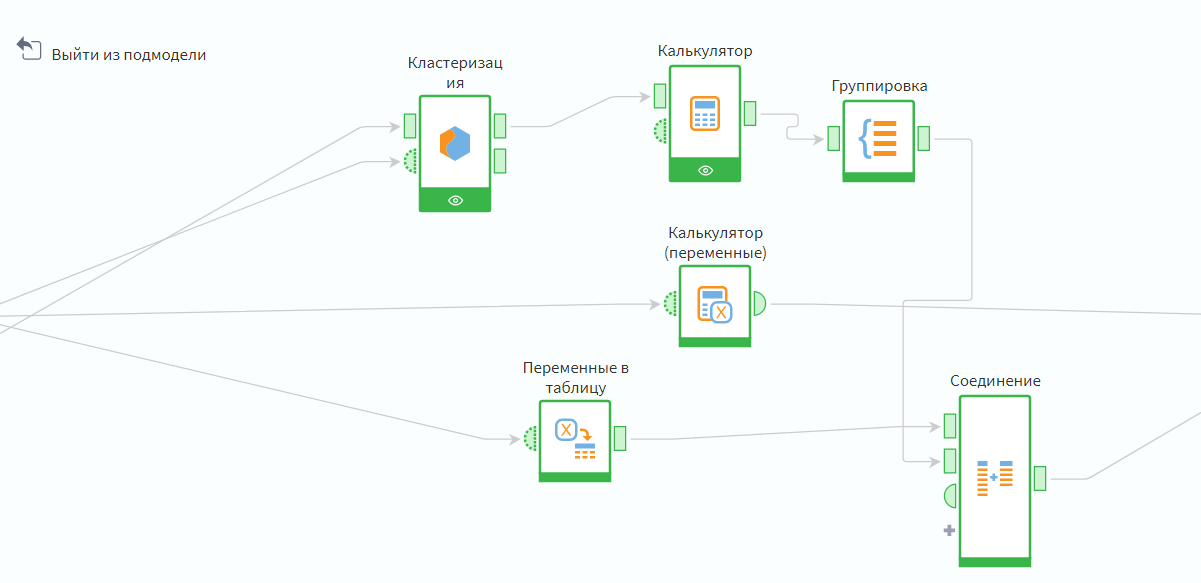 Выйти из подмодели
Кластеризац
ия
Калькулятор
Группировка
Калькулятор
(переменные)
Переменные в
таблицу
Соединение